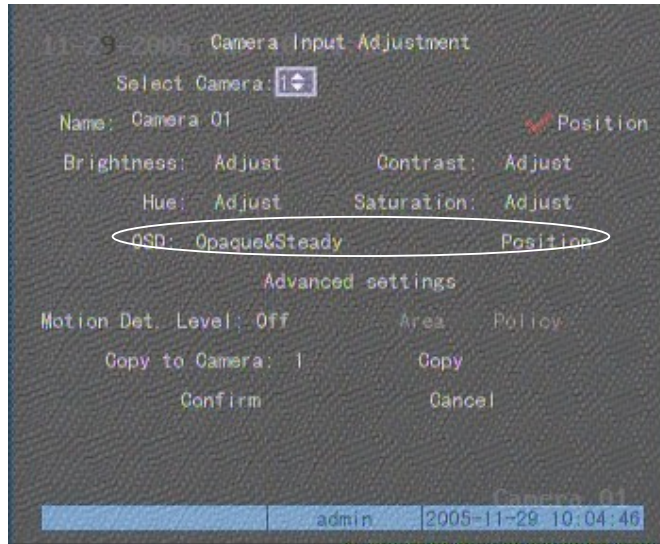 11-29-2005 Camera Input Adjustment
Select Camera: 1
Name: Camera 01 Position
Brightness: Adjust Contrast: Adjust
Hue: Adjust Saturation: Adjust
OSD: Opaque&Steady Position
Advanced settings
Motion Det. Level: Off Area Policy
Copy to Camera: 1 Copy
Confirm Cancel
Camera 01
admin 2005-11-29 10:04:46